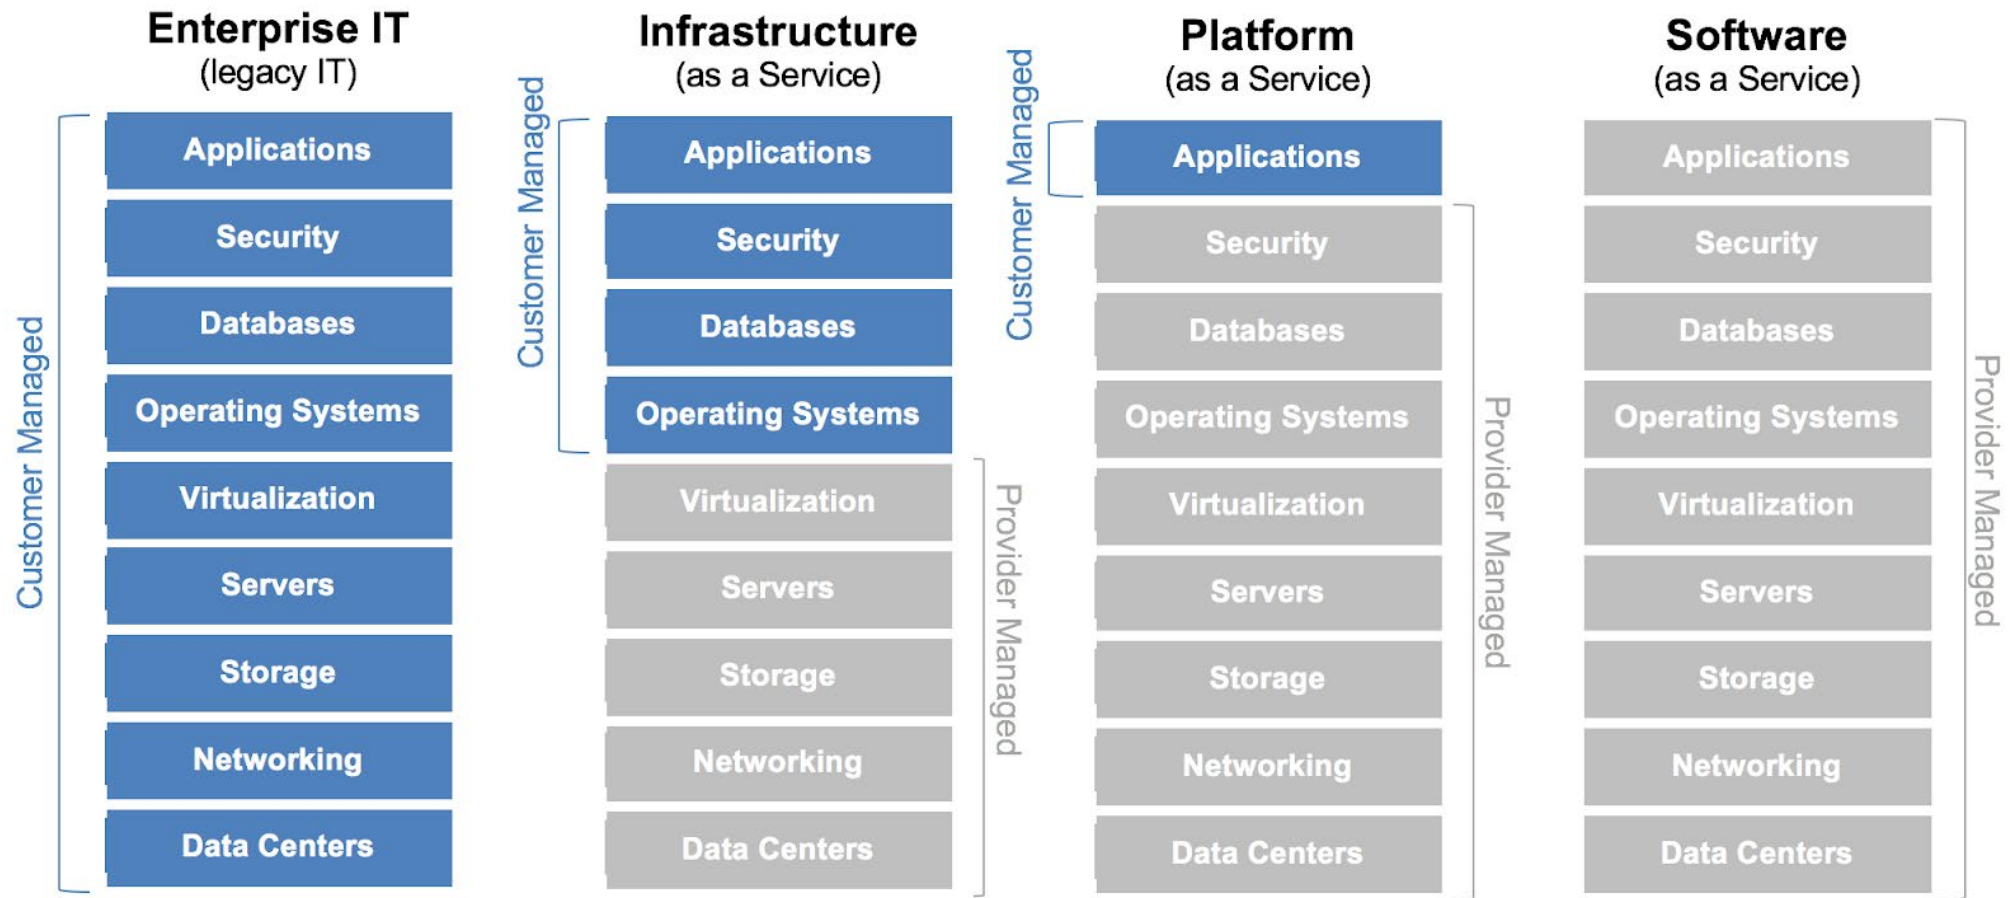 Enterprise IT
(legacy IT)
Customer Managed
Applications
Security
Databases
Operating Systems
Virtualization
Servers
Storage
Networking
Data Centers
Infrastructure
(as a Service)
Customer Managed
Applications
Security
Databases
Operating Systems
Virtualization
Servers
Storage
Networking
Data Centers
Provider Managed
Platform
(as a Service)
Customer Managed
Applications
Security
Databases
Operating Systems
Virtualization
Servers
Storage
Networking
Data Centers
Provider Managed
Software
(as a Service)
Applications
Security
Databases
Operating Systems
Virtualization
Servers
Storage
Networking
Data Centers
Provider Managed